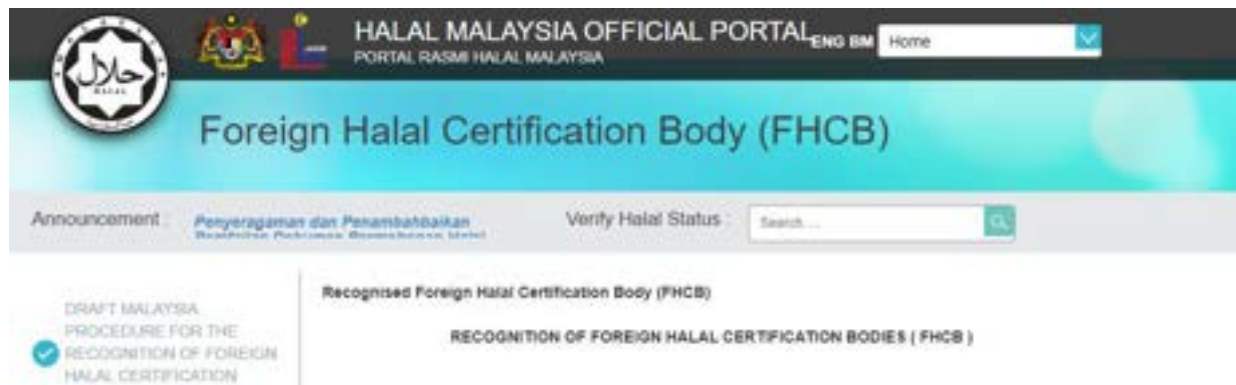 HALAL MALAYSIA OFFICIAL PORTAL
PORTAL RASMI HALAL MALAYSIA
ENG BM
Home
حلال
HALAL
Foreign Halal Certification Body (FHCB)
Announcement :
Penyeragaman dan Penambahbaikan
Verify Halal Status :
Search....
DRAFT MALAYSIA
PROCEDURE FOR THE
RECOGNITION OF FOREIGN
HALAL CERTIFICATION
Recognised Foreign Halal Certification Body (FHCB)
RECOGNITION OF FOREIGN HALAL CERTIFICATION BODIES ( FHCB )